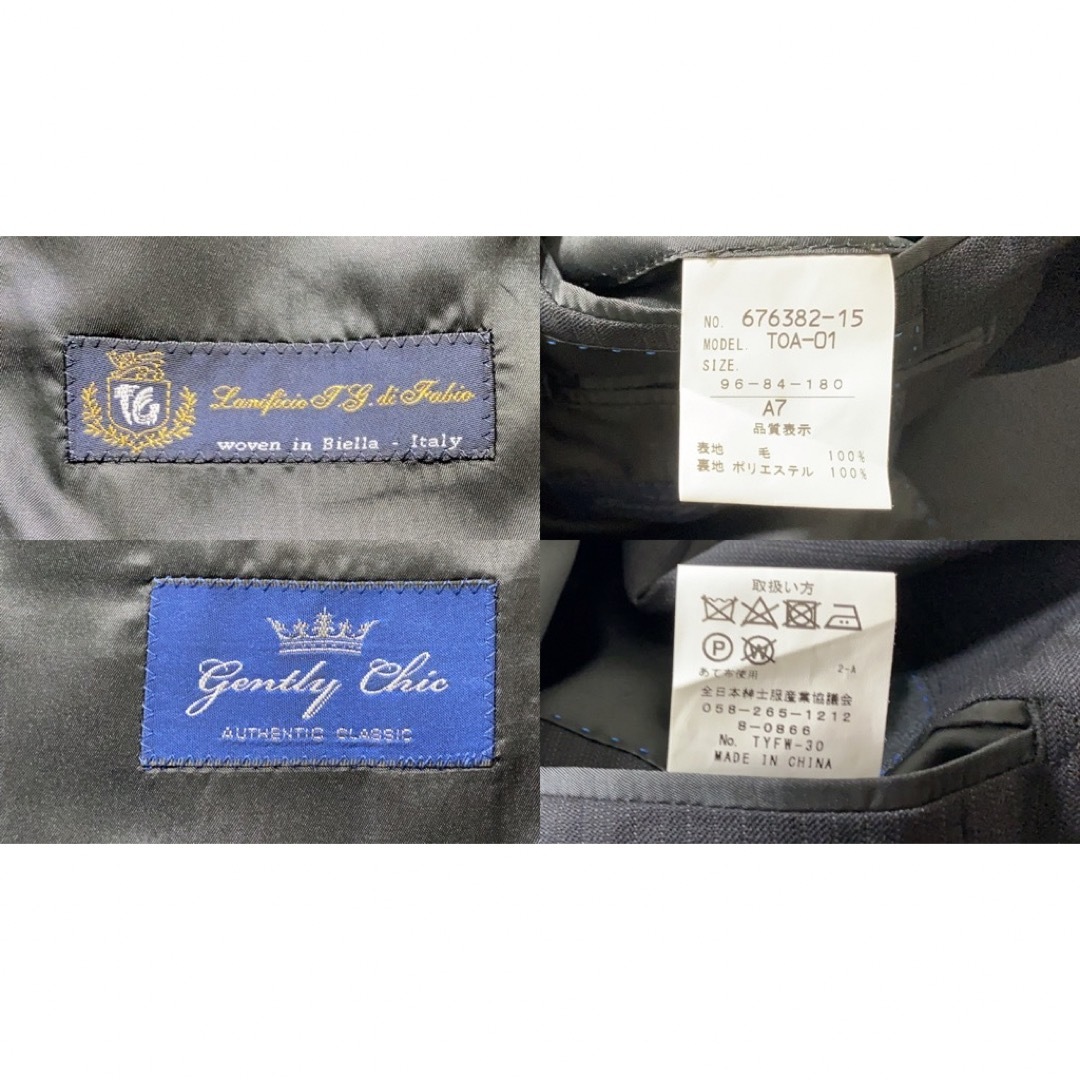 TG
Lanificio T.G. di Fabio
woven in Biella - Italy
NO. 676382-15
MODEL. TOA-01
SIZE.
96-84-180
A7
品質表示
表地 毛 100%
裏地 ポリエステル 100%
Gently Chic
AUTHENTIC CLASSIC
取扱い方
P W
あて布使用 2-A
全日本紳士服産業協議会
058-265-1212
8-0866
No. TYFW-30
MADE IN CHINA